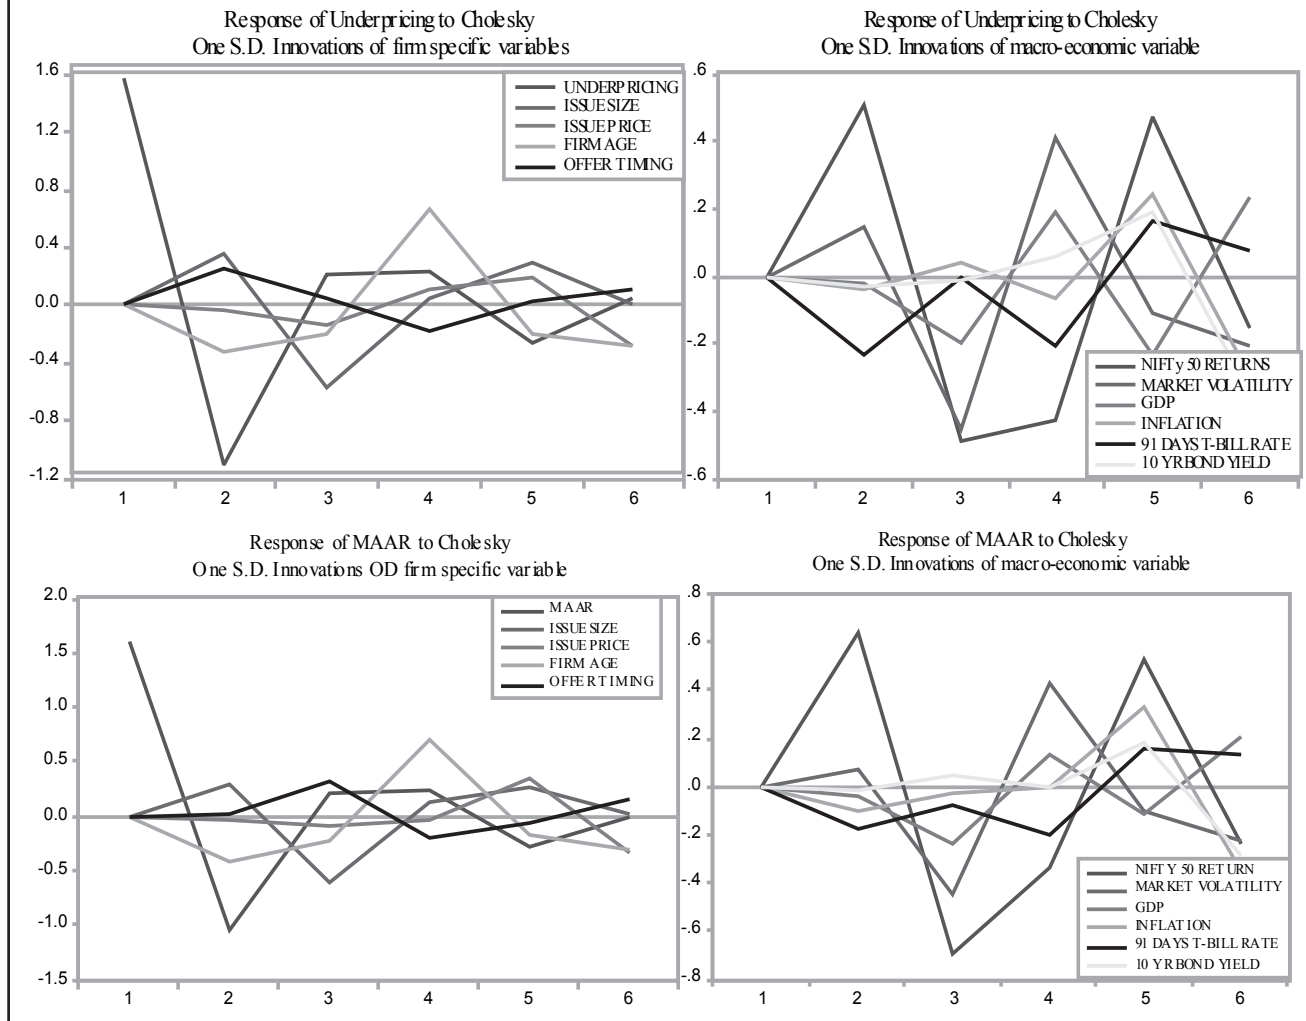 Response of Underpricing to Cholesky
One S.D. Innovations of firm specific variables
1.6
1.2
0.8
0.4
0.0
-0.4
-0.8
-1.2
UNDERPRICING
ISSUE SIZE
ISSUE PRICE
FIRM AGE
OFFER TIMING
1 2 3 4 5 6
Response of Underpricing to Cholesky
One S.D. Innovations of macro-economic variable
.6
.4
.2
.0
-.2
-.4
-.6
NIFTy 50 RETURNS
MARKET VOLATILITY
GDP
INFLATION
91 DAYS T-BILL RATE
10 YR BOND YIELD
1 2 3 4 5 6
Response of MAAR to Cholesky
One S.D. Innovations OD firm specific variable
2.0
1.5
1.0
0.5
0.0
-0.5
-1.0
-1.5
MAAR
ISSUE SIZE
ISSUE PRICE
FIRM AGE
OFFER TIMING
1 2 3 4 5 6
Response of MAAR to Cholesky
One S.D. Innovations of macro-economic variable
.8
.6
.4
.2
.0
-.2
-.4
-.6
-.8
NIFTY 50 RETURN
MARKET VOLATILITY
GDP
INFLATION
91 DAYS T-BILL RATE
10 YR BOND YIELD
1 2 3 4 5 6